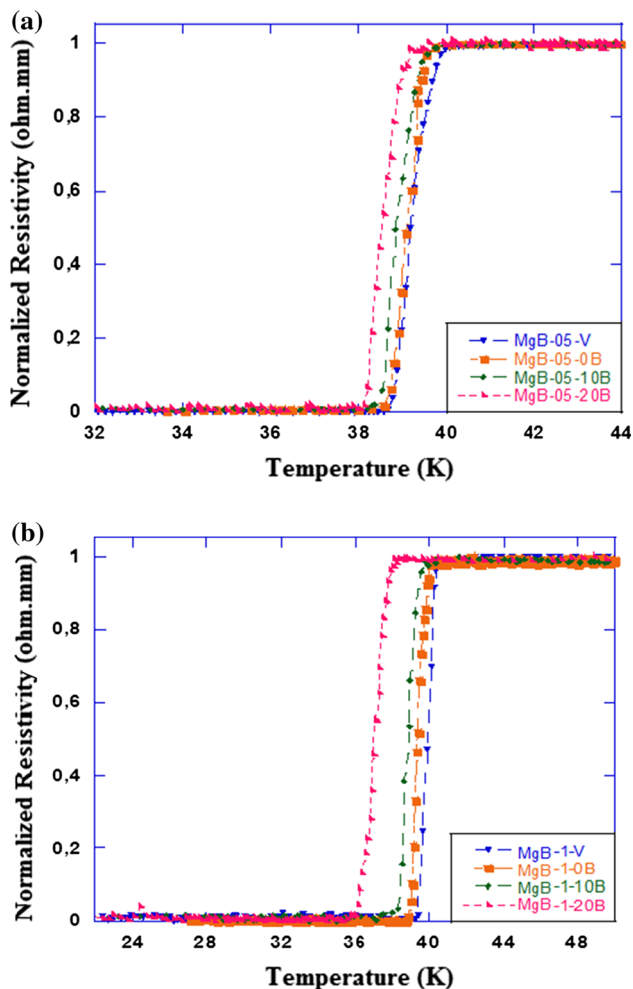 (a)
Normalized Resistivity (ohm.mm)
1
0.8
0,6
0,4
0.2
0
32
34
36
38
40
42
44
MgB-05-V
MgB-05-0B
MgB-05-10B
MgB-05-20B
Temperature (K)
(b)
Normalized Resistivity (ohm.mm)
1
0.8
0.6
0.4
0,2
0
24
28
32
36
40
44
48
MgB-1-V
MgB-1-0B
MgB-1-10B
MgB-1-20B
Temperature (K)